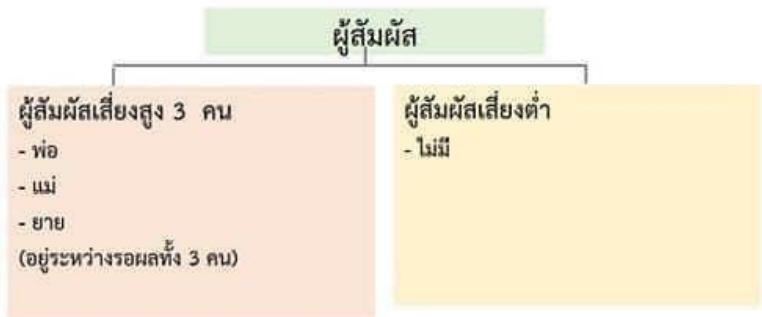 ผู้สัมผัส
ผู้สัมผัสเสี่ยงสูง 3 คน
- พ่อ
- แม่
- ยาย
(อยู่ระหว่างรอผลทั้ง 3 คน)
ผู้สัมผัสเสี่ยงต่ำ
- ไม่มี